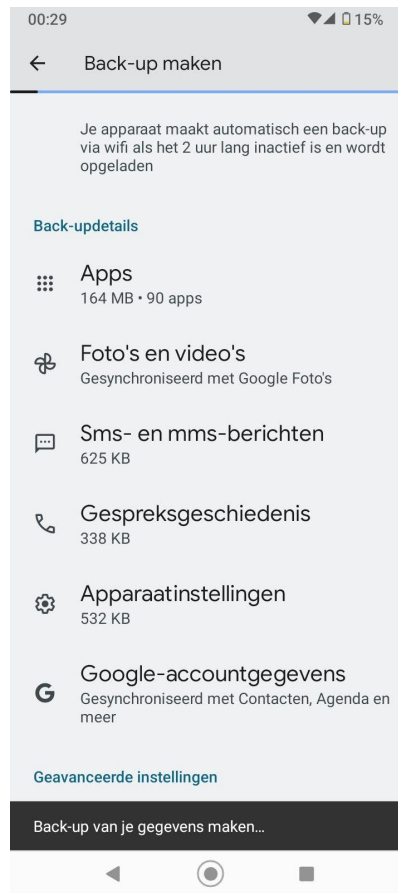 00:29
15%
Back-up maken
Je apparaat maakt automatisch een back-up
via wifi als het 2 uur lang inactief is en wordt
opgeladen
Back-updetails
Apps
164 MB • 90 apps
Foto's en video's
Gesynchroniseerd met Google Foto's
Sms- en mms-berichten
625 KB
Gespreksgeschiedenis
338 KB
Apparaatinstellingen
532 KB
Google-accountgegevens
Gesynchroniseerd met Contacten, Agenda en
meer
Geavanceerde instellingen
Back-up van je gegevens maken…